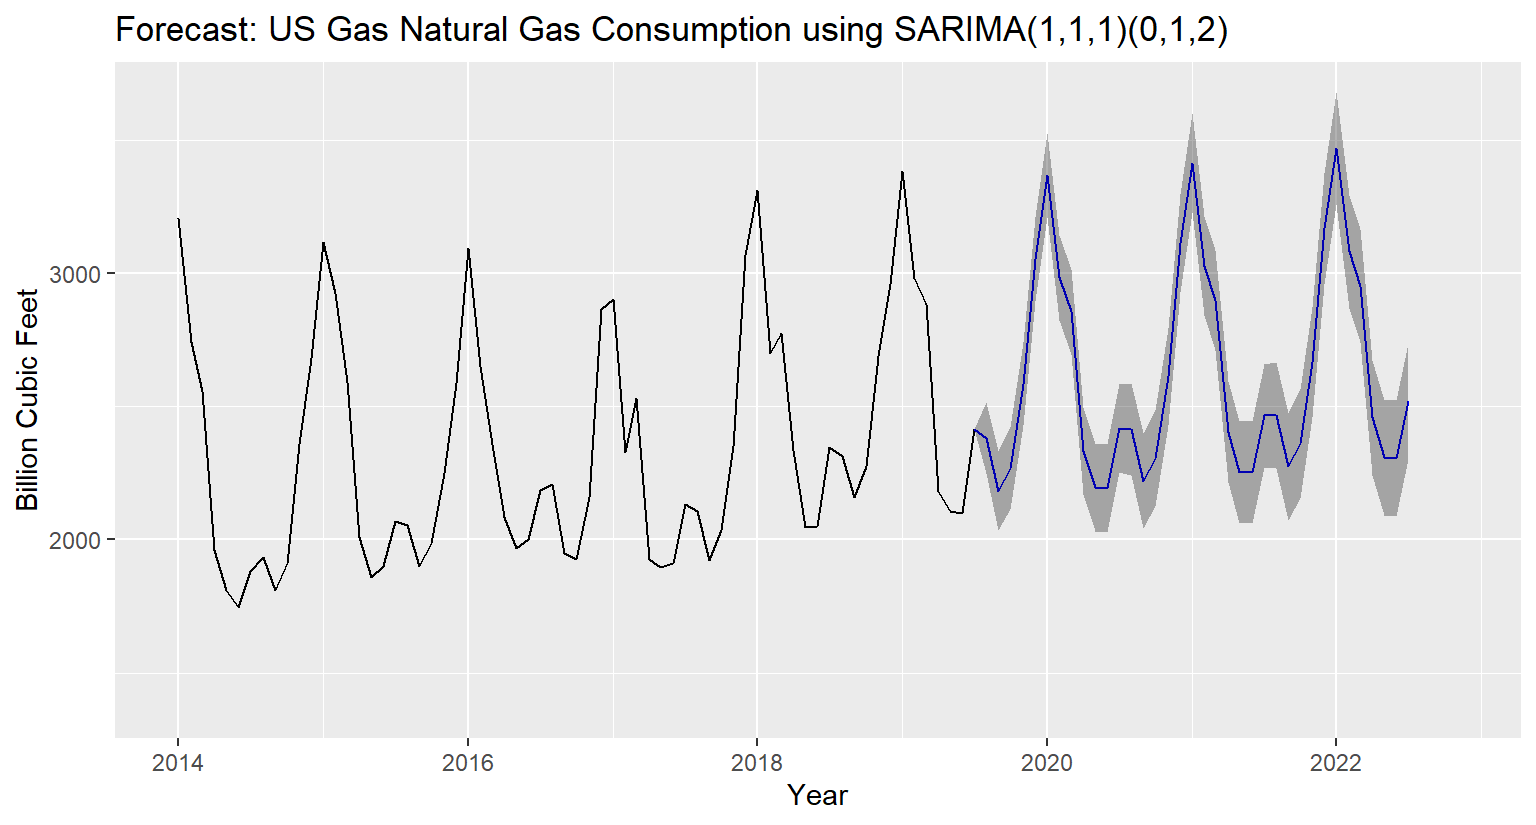 Forecast: US Gas Natural Gas Consumption using SARIMA(1,1,1)(0,1,2)
Billion Cubic Feet
3000
2000
2014 2016 2018 2020 2022
Year